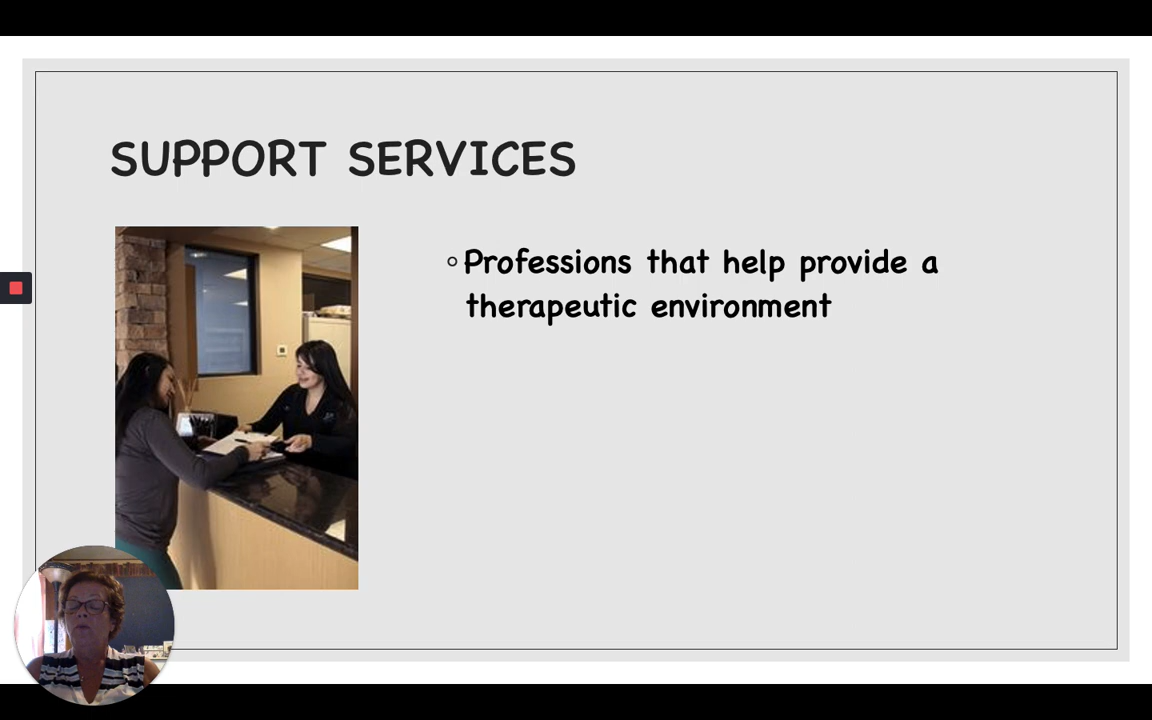 SUPPORT SERVICES
Professions that help provide a
therapeutic environment